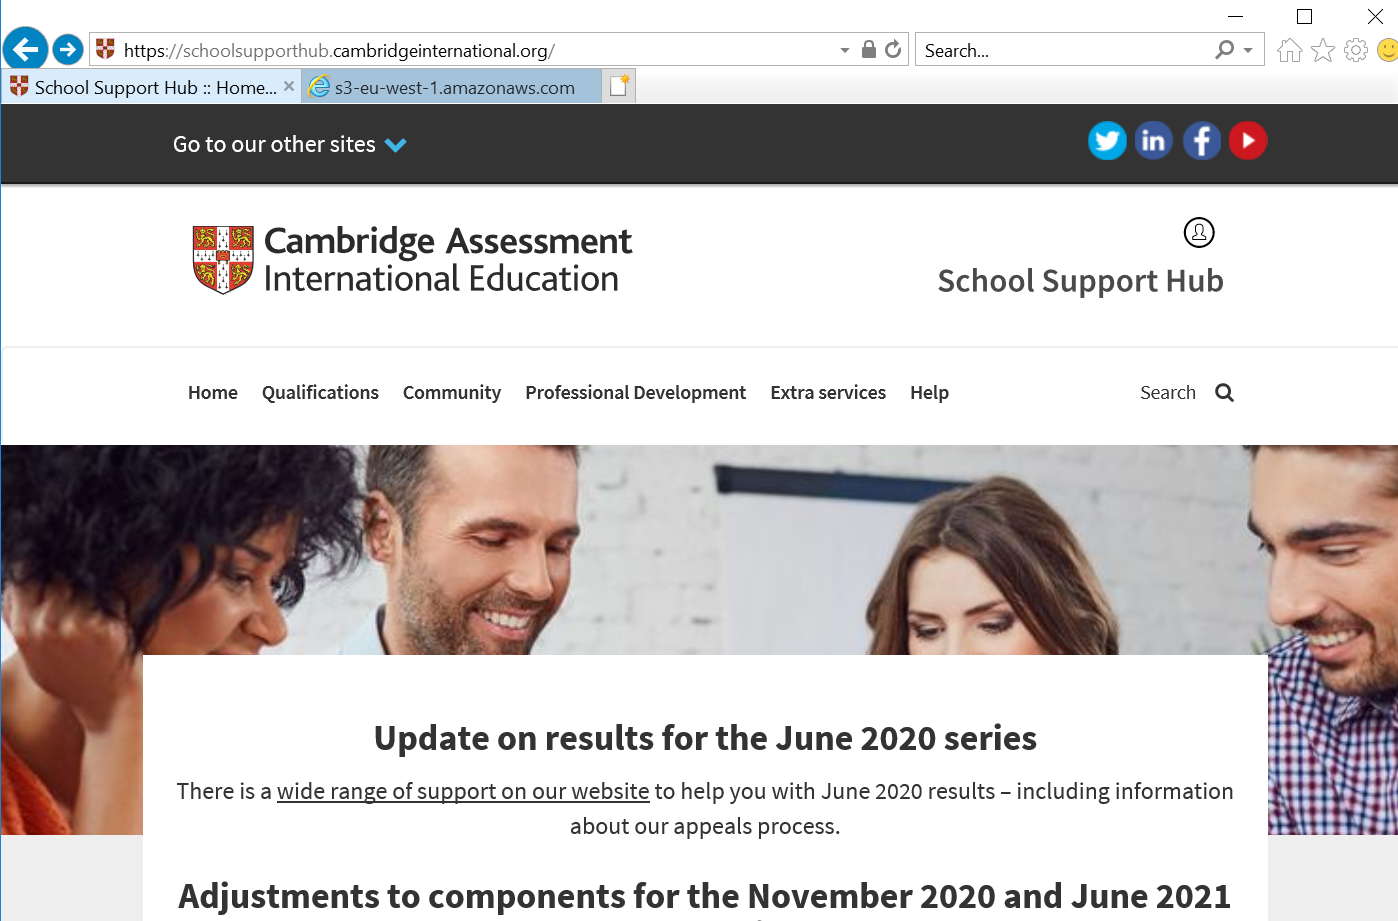 https://schoolsupporthub.cambridgeinternational.org/
Search...
School Support Hub :: Home...
s3-eu-west-1.amazonaws.com
Go to our other sites
Cambridge Assessment
International Education
School Support Hub
Home Qualifications Community Professional Development Extra services Help Search
Update on results for the June 2020 series
There is a wide range of support on our website to help you with June 2020 results – including information
about our appeals process.
Adjustments to components for the November 2020 and June 2021